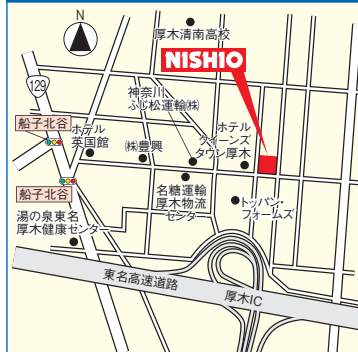 N
厚木清南高校
NISHIO
129
神奈川
ふじ松運輸㈱
船子北谷
ホテル
英国館
㈱豊興
ホテル
クイーンズ
タウン厚木
船子北谷
名糖運輸
厚木物流
センター
トッパン・
フォームズ
湯の泉東名
厚木健康センター
東名高速道路
厚木IC